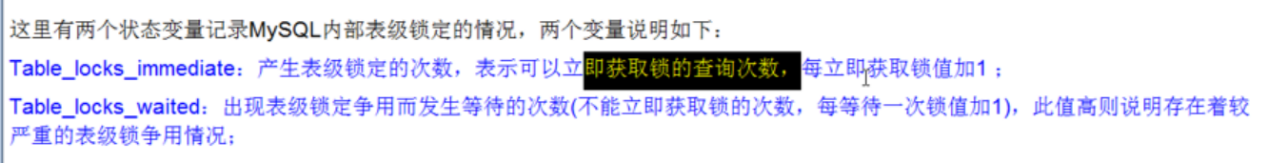 这里有两个状态变量记录MySQL内部表级锁定的情况，两个变量说明如下：
Table_locks_immediate：产生表级锁定的次数，表示可以立即获取锁的查询次数，每立即获取锁值加1 ；
Table_locks_waited：出现表级锁定争用而发生等待的次数(不能立即获取锁的次数，每等待一次锁值加1)，此值高则说明存在着较
严重的表级锁争用情况；